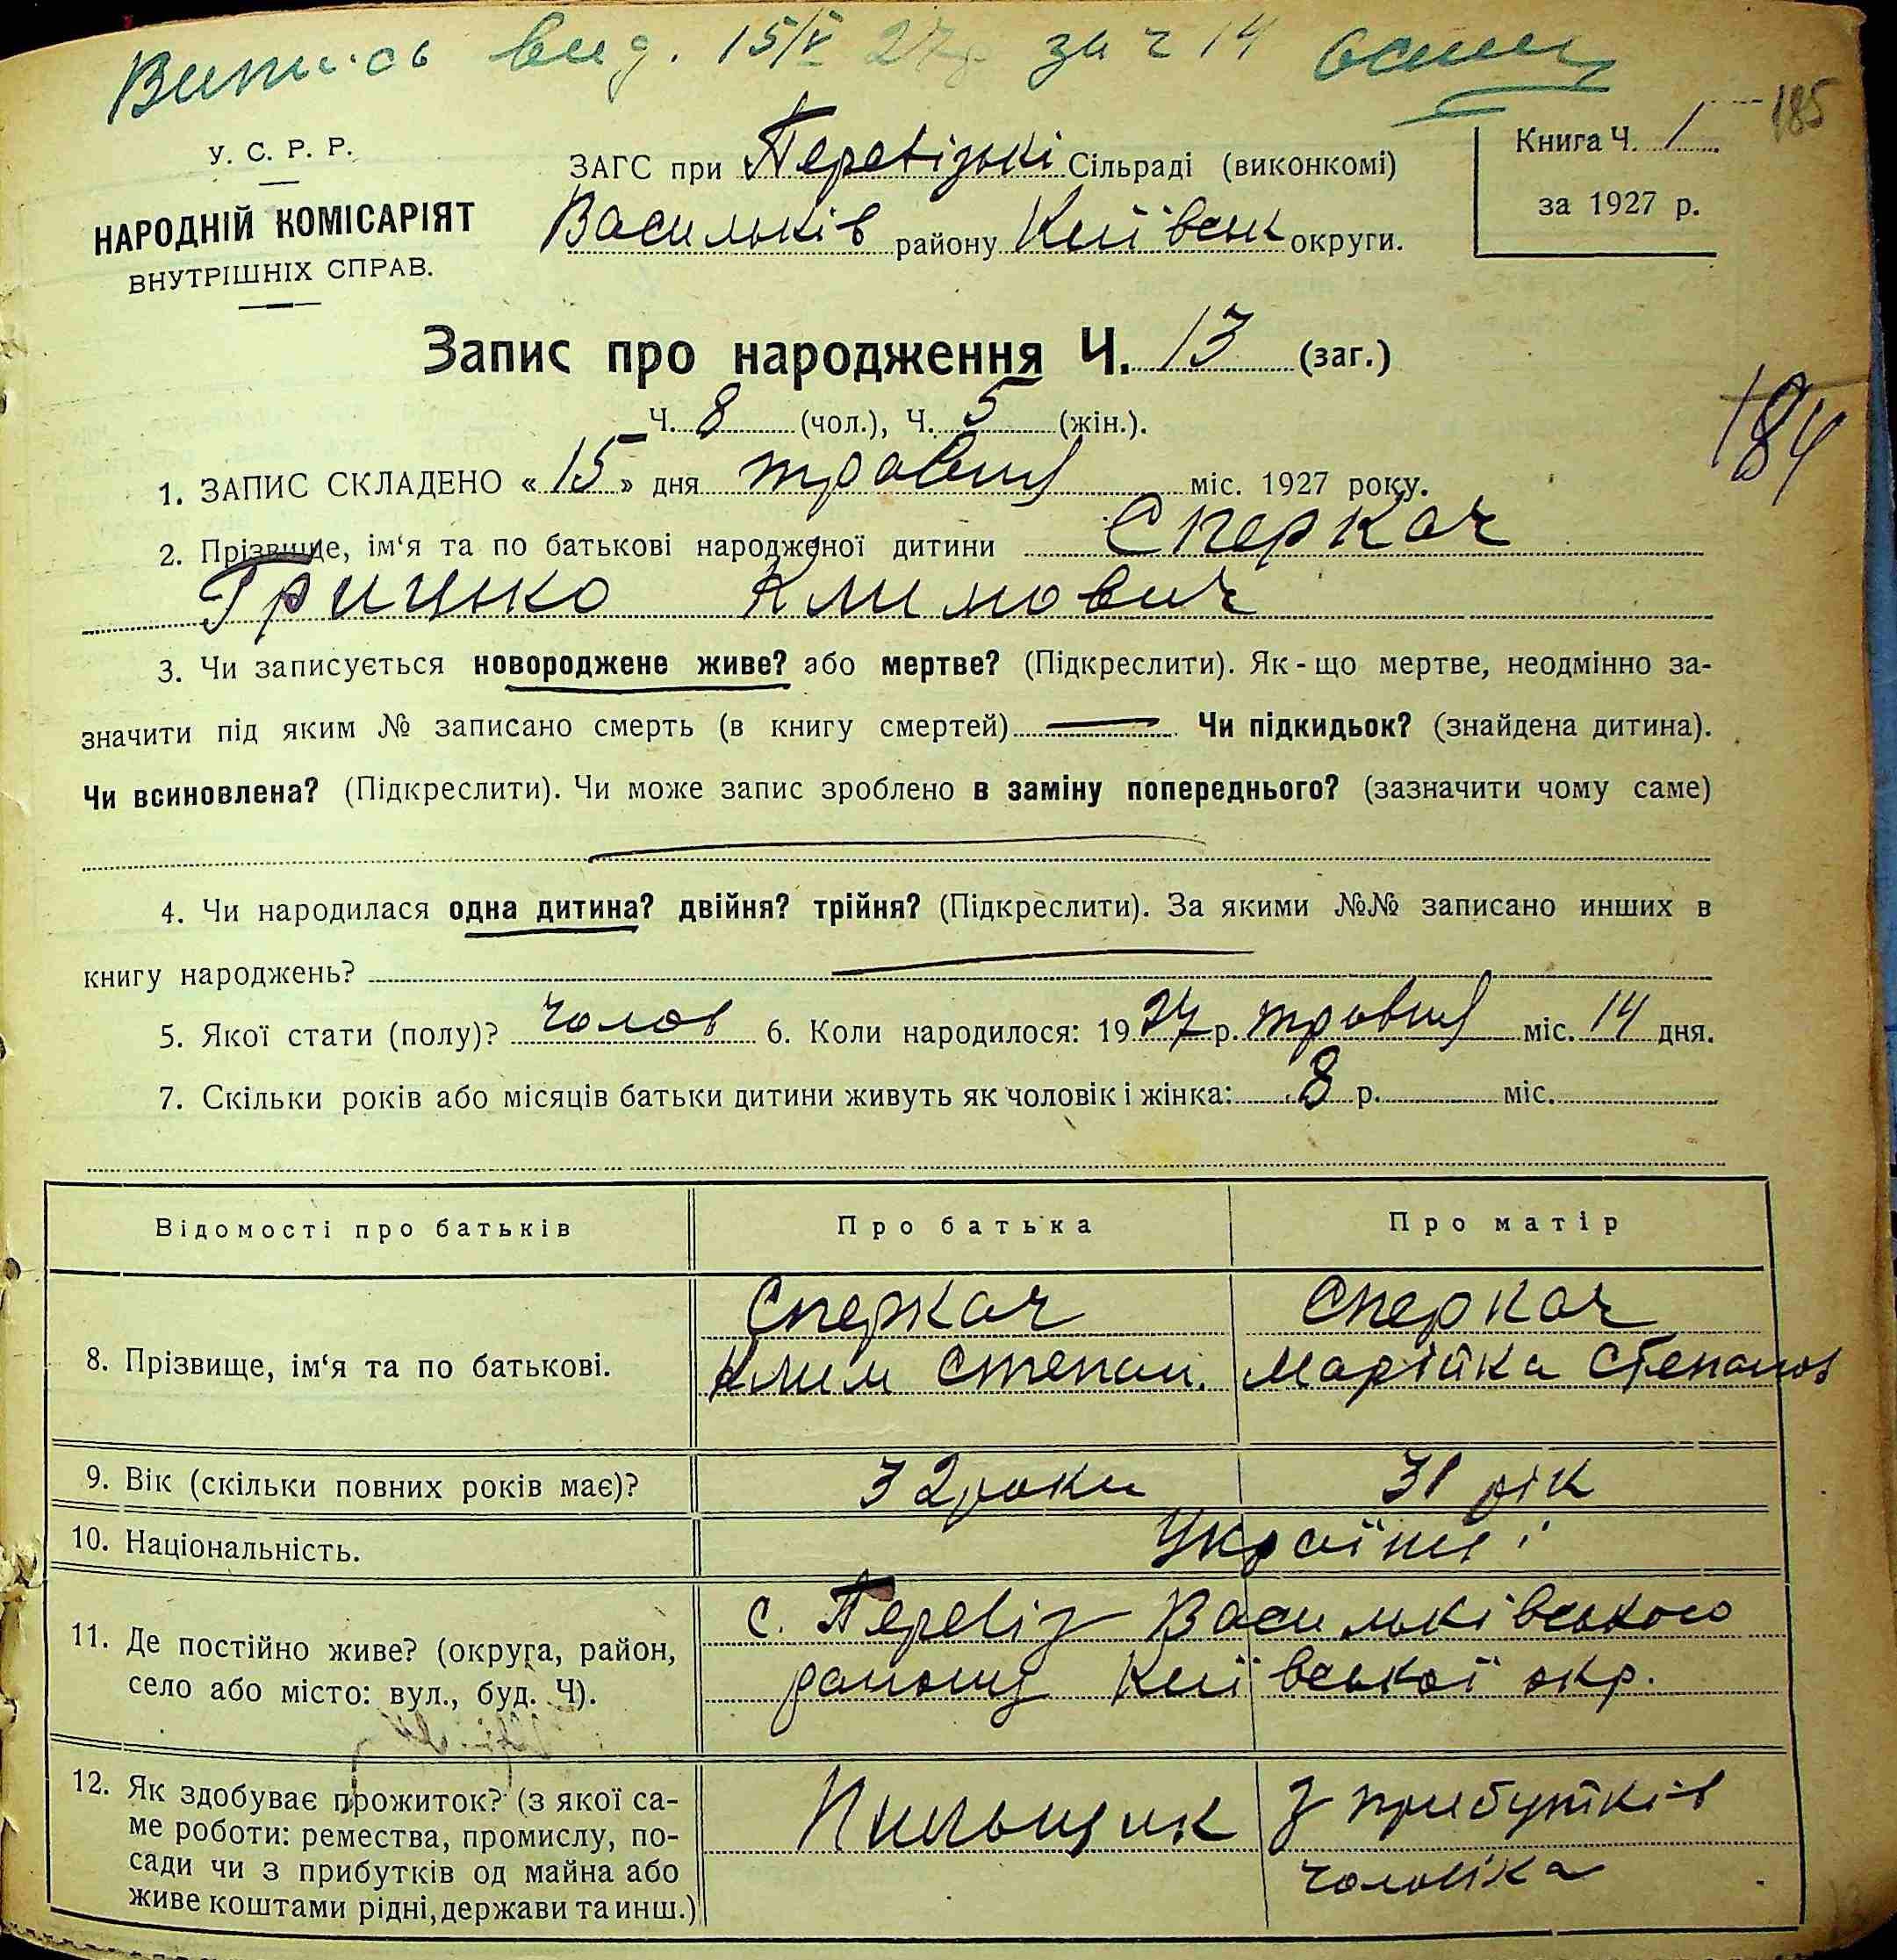 Випись вид. 15/V 27р за ч 14
185
У. С. Р. Р.
НАРОДНІЙ КОМІСАРІЯТ
ВНУТРІШНІХ СПРАВ.
ЗАГС при Перевізькі Сільраді (виконкомі)
Васильків району Київськ округи.
Книга Ч. 1
за 1927 р.
Запис про народження Ч. 13 (заг.)
Ч. 8 (чол.), Ч. 5 (жін.).
184
1. ЗАПИС СКЛАДЕНО « 15 » дня травня міс. 1927 року.
2. Прізвище, ім‘я та по батькові народженої дитини Сперкач
Грицько Климович
3. Чи записується новороджене живе? або мертве? (Підкреслити). Як-що мертве, неодмінно за-
значити під яким № записано смерть (в книгу смертей) Чи підкидьок? (знайдена дитина).
Чи всиновлена? (Підкреслити). Чи може запис зроблено в заміну попереднього? (зазначити чому саме)
4. Чи народилася одна дитина? двійня? трійня? (Підкреслити). За якими №№ записано инших в
книгу народжень?
5. Якої стати (полу)? чолов 6. Коли народилося: 1927 р. травня міс. 14 дня.
7. Скільки років або місяців батьки дитини живуть як чоловік і жінка: 8 р. міс.
Відомості про батьків Про батька Про матір
8. Прізвище, ім‘я та по батькові.
Сперкач
Клим Степан.
Сперкач
Марійка Степанов
9. Вік (скільки повних років має)? 32 роки 31 рік
10. Національність. Українці
11. Де постійно живе? (округа, район,
село або місто: вул., буд. Ч).
с. Перевіз Васильківського
району Київської окр.
12. Як здобуває прожиток? (з якої са-
ме роботи: ремества, промислу, по-
сади чи з прибутків од майна або
живе коштами рідні, держави та инш.)
Пильщик
З прибутків
чоловіка